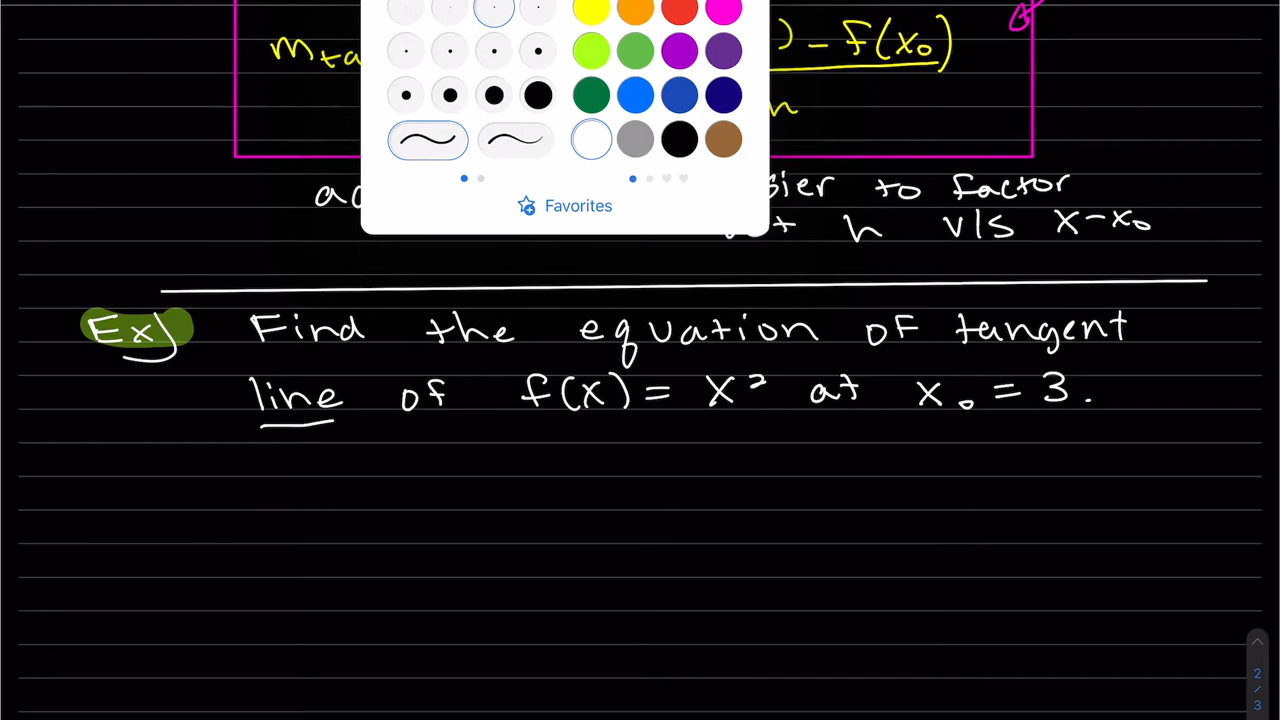 ) - f(x₀)
h
to factor
h v/s x-x₀
Favorites
Ex) Find the equation of tangent
line of f(x) = x² at x₀ = 3.
2
/
3